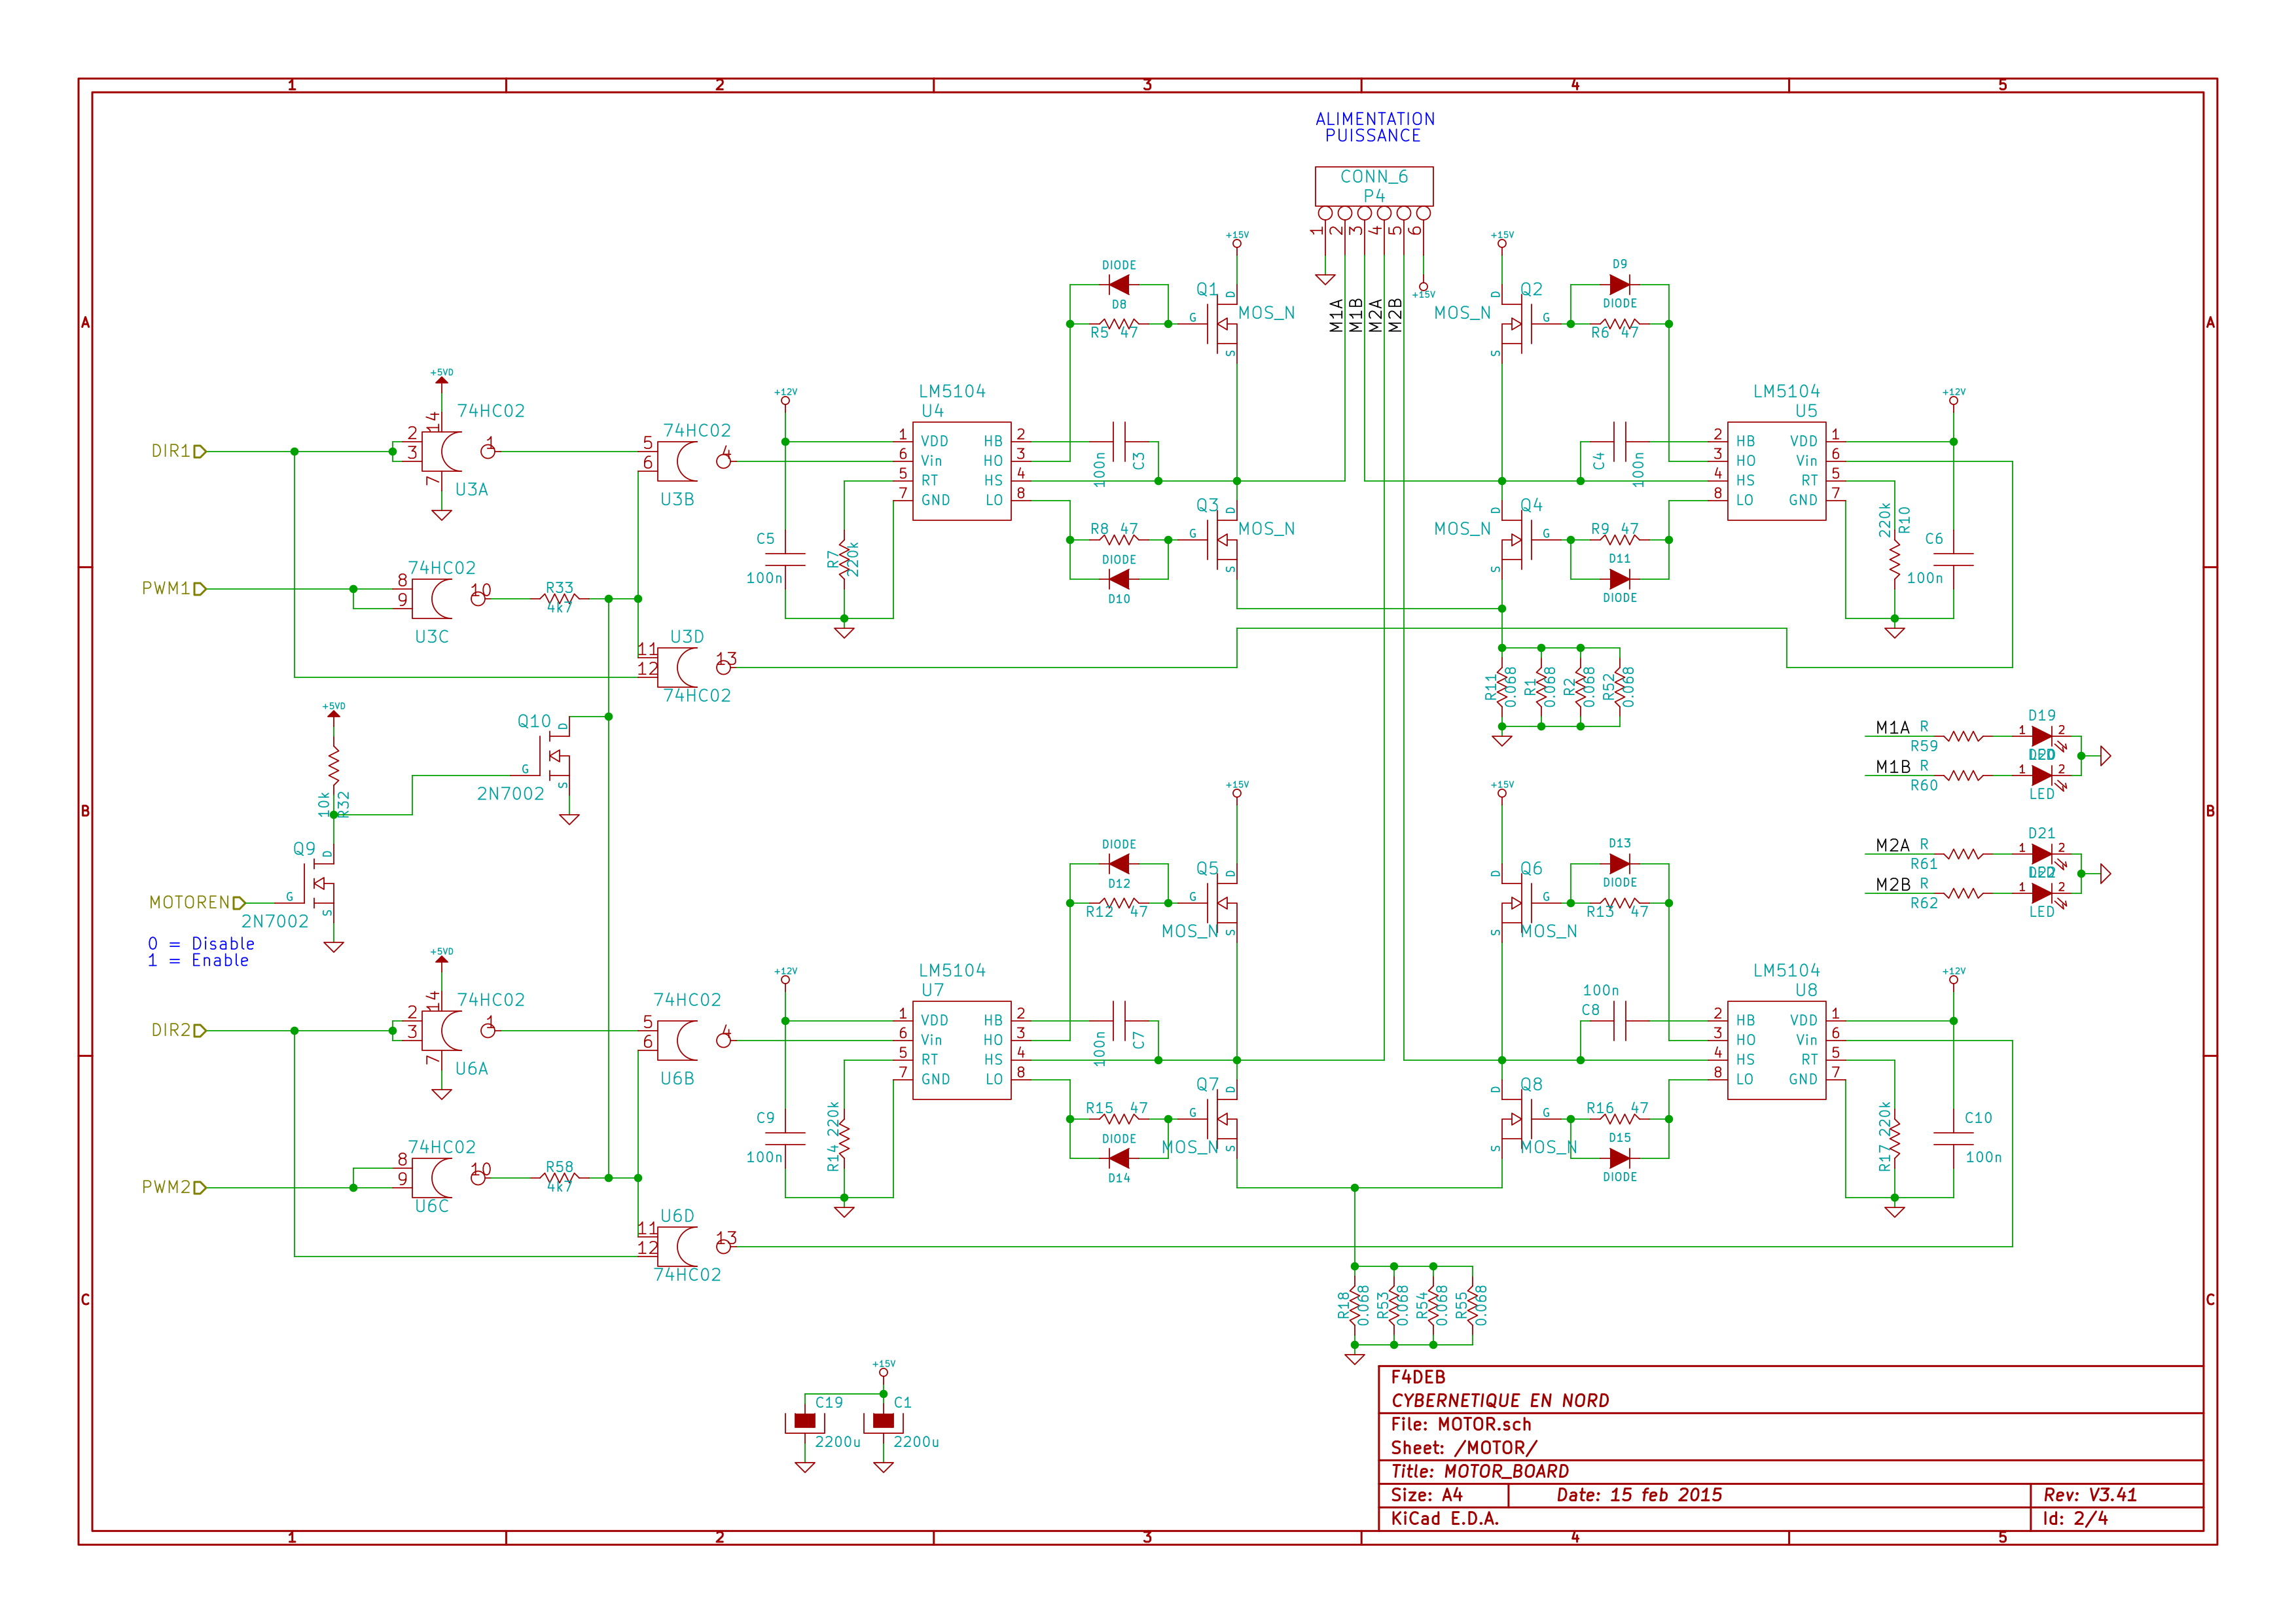 1 2 3 4 5
A
B
C
A
B
C
1 2 3 4 5
ALIMENTATION
PUISSANCE
CONN_6
P4
1 2 3 4 5 6
+15V
M1A
M1B
M2A
M2B
DIR1
PWM1
+5VD
14
2
3
1
7
74HC02
U3A
74HC02
5
6
4
U3B
74HC02
8
9
10
U3C
R33
4k7
U3D
11
12
13
74HC02
+12V
C5
100n
R7
220k
LM5104
U4
1 VDD HB 2
6 Vin HO 3
5 RT HS 4
7 GND LO 8
DIODE
D8
R5 47
100n
C3
R8 47
DIODE
D10
+15V
Q1
D
G
S
MOS_N
Q3
D
G
S
MOS_N
+15V
Q2
D
G
S
MOS_N
Q4
D
G
S
MOS_N
D9
DIODE
R6 47
C4
100n
R9 47
D11
DIODE
LM5104
U5
2 HB VDD 1
3 HO Vin 6
4 HS RT 5
8 LO GND 7
+12V
220k
R10
C6
100n
R11
0.068
R1
0.068
R2
0.068
R52
0.068
+5VD
10k
R32
Q10
D
G
S
2N7002
Q9
D
G
S
2N7002
MOTOREN
0 = Disable
1 = Enable
M1A R
R59
1 2
D19
LED
M1B R
R60
1 2
D20
LED
M2A R
R61
1 2
D21
LED
M2B R
R62
1 2
D22
LED
DIR2
PWM2
+5VD
14
2
3
1
7
74HC02
U6A
74HC02
5
6
4
U6B
74HC02
8
9
10
U6C
R58
4k7
U6D
11
12
13
74HC02
+12V
C9
100n
R14
220k
LM5104
U7
1 VDD HB 2
6 Vin HO 3
5 RT HS 4
7 GND LO 8
DIODE
D12
R12 47
100n
C7
R15 47
DIODE
D14
+15V
Q5
D
G
S
MOS_N
Q7
D
G
S
MOS_N
+15V
Q6
D
G
S
MOS_N
Q8
D
G
S
MOS_N
D13
DIODE
R13 47
100n
C8
R16 47
D15
DIODE
LM5104
U8
2 HB VDD 1
3 HO Vin 6
4 HS RT 5
8 LO GND 7
+12V
R17
220k
C10
100n
R18
0.068
R53
0.068
R54
0.068
R55
0.068
+15V
C19
2200u
C1
2200u
F4DEB
CYBERNETIQUE EN NORD
File: MOTOR.sch
Sheet: /MOTOR/
Title: MOTOR_BOARD
Size: A4 Date: 15 feb 2015 Rev: V3.41
KiCad E.D.A. Id: 2/4